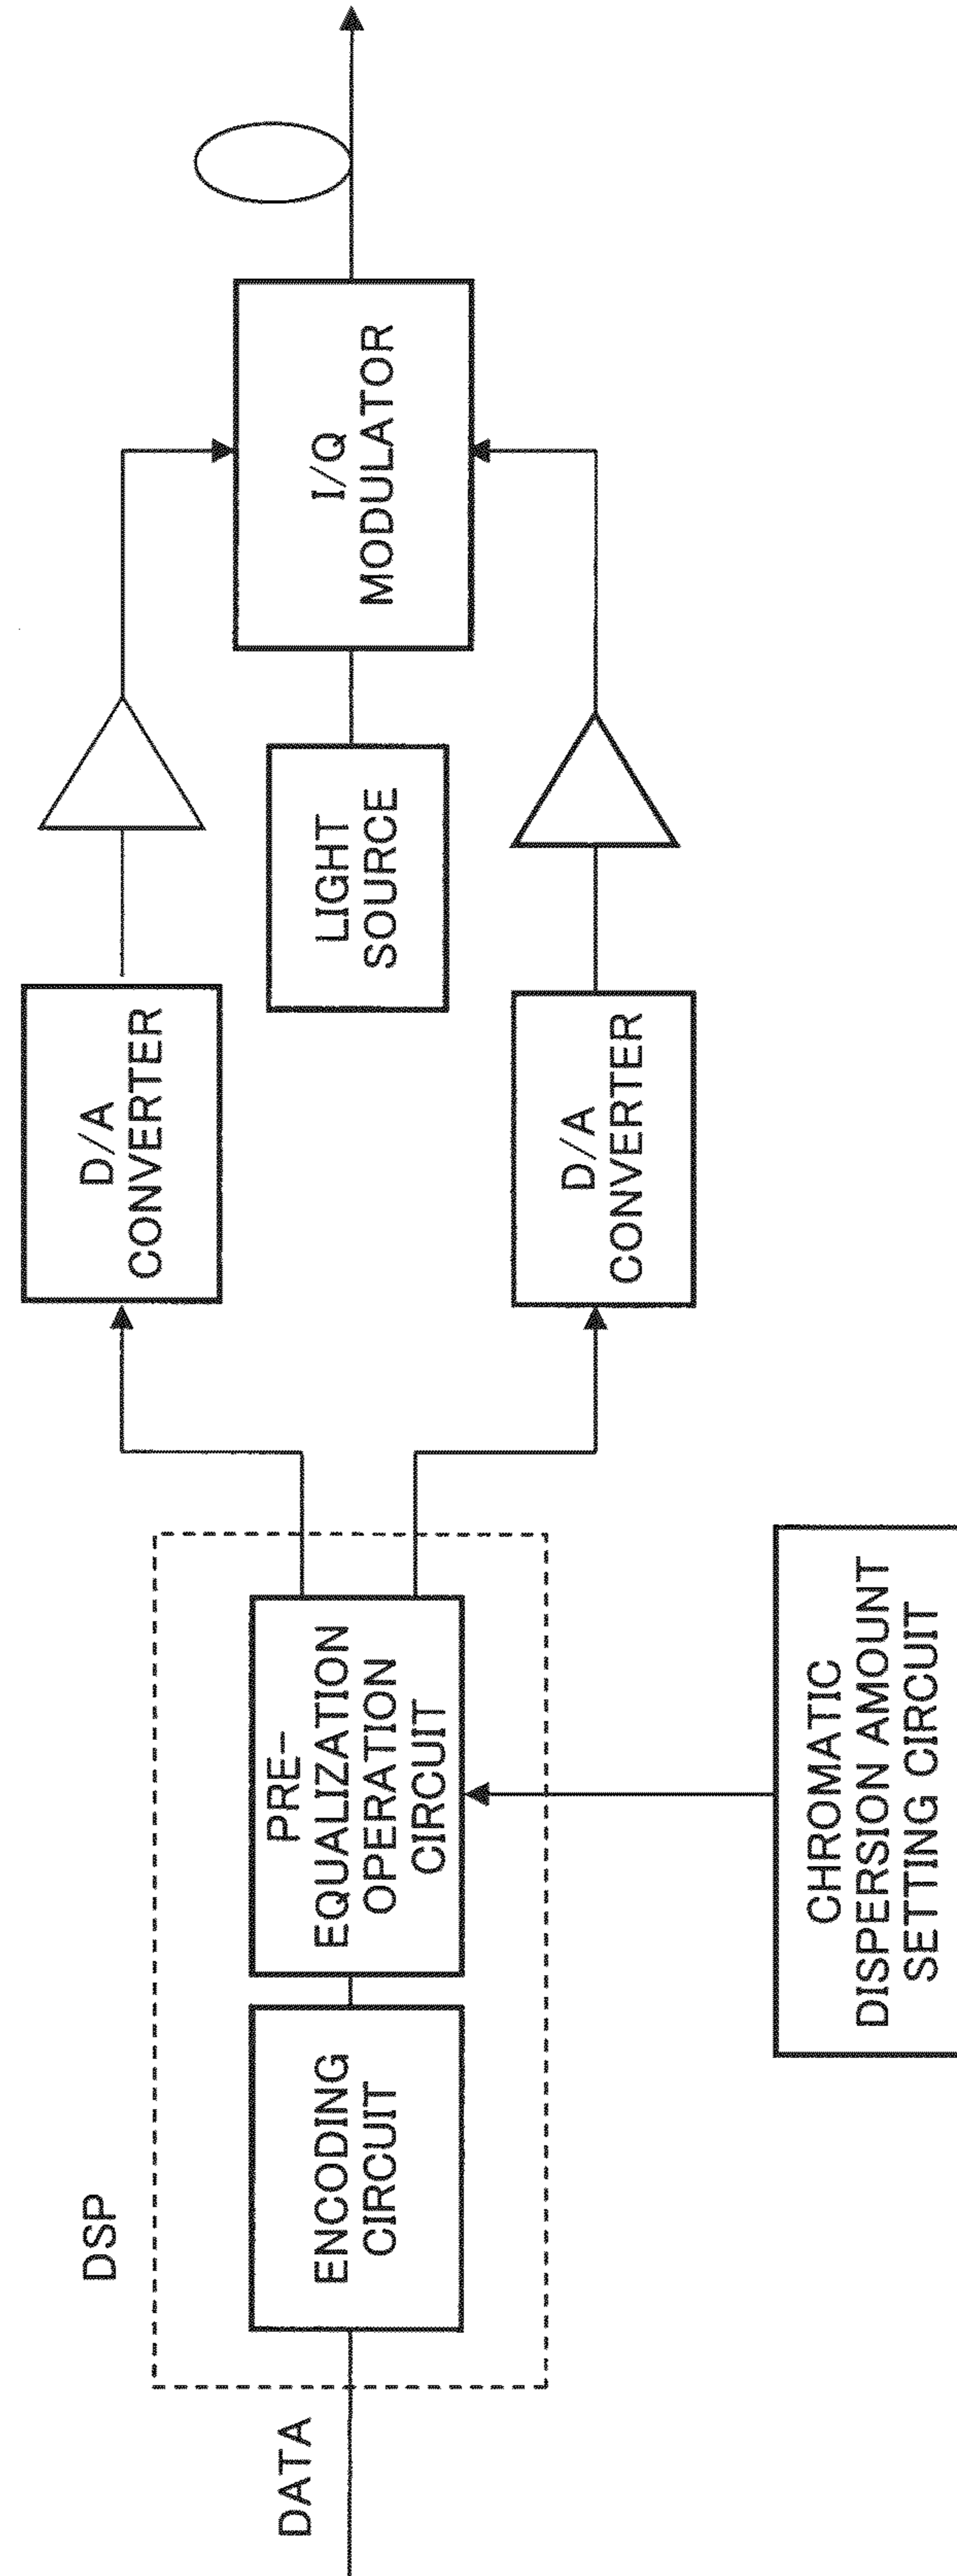 DATA
DSP
ENCODING
CIRCUIT
PRE-
EQUALIZATION
OPERATION
CIRCUIT
CHROMATIC
DISPERSION AMOUNT
SETTING CIRCUIT
D/A
CONVERTER
D/A
CONVERTER
LIGHT
SOURCE
I/Q
MODULATOR